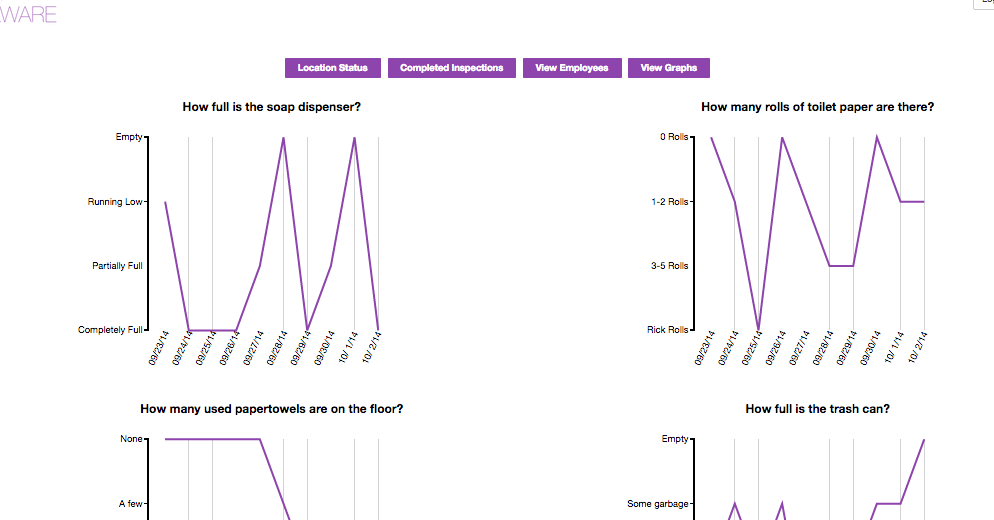 WARE
Location Status
Completed Inspections
View Employees
View Graphs
How full is the soap dispenser?
Empty
Running Low
Partially Full
Completely Full
09/23/14
09/24/14
09/25/14
09/26/14
09/27/14
09/28/14
09/29/14
09/30/14
10/ 1/14
10/ 2/14
How many rolls of toilet paper are there?
0 Rolls
1-2 Rolls
3-5 Rolls
Rick Rolls
09/23/14
09/24/14
09/25/14
09/26/14
09/27/14
09/28/14
09/29/14
09/30/14
10/ 1/14
10/ 2/14
How many used papertowels are on the floor?
None
A few
How full is the trash can?
Empty
Some garbage